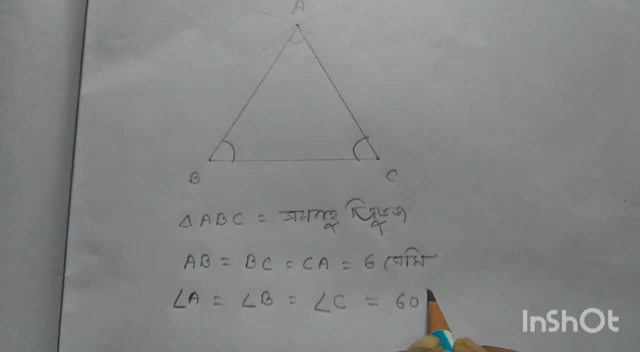 A
B
C
△ABC = সমবাহু ত্রিভুজ
AB = BC = CA = 6 সেমি
∠A = ∠B = ∠C = 60
InShOt